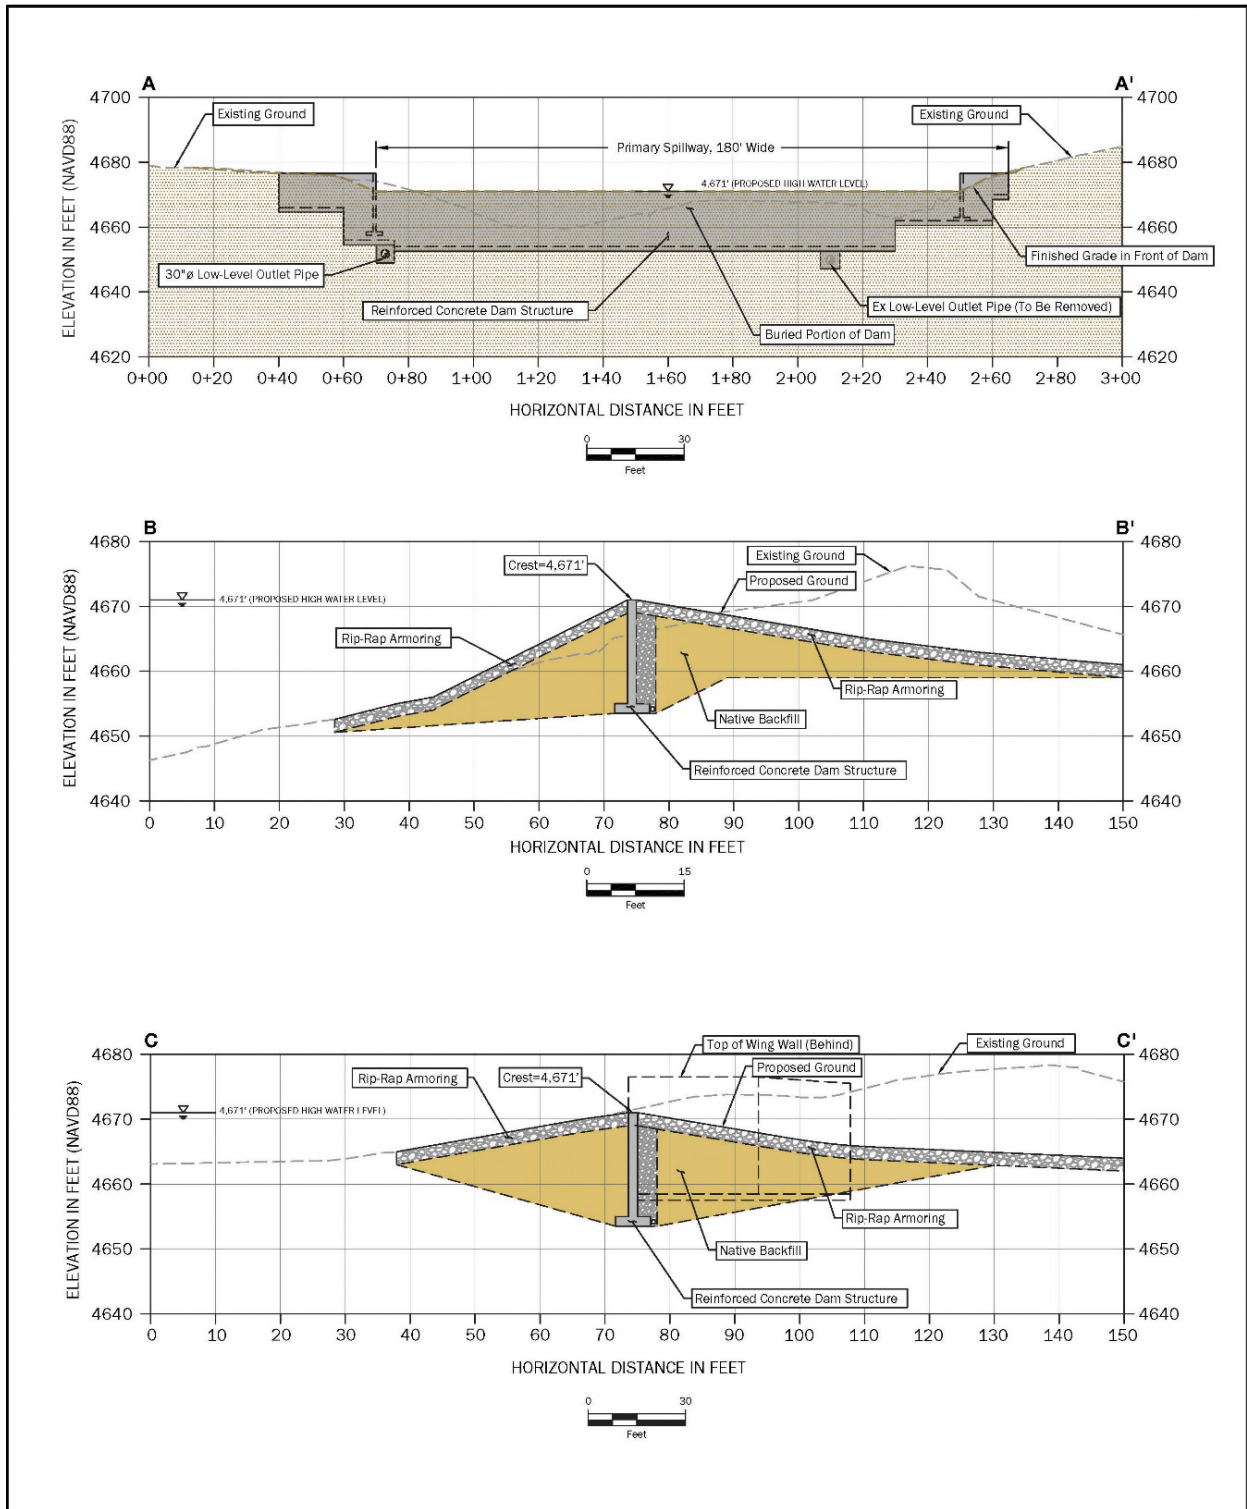 A
A'
4700
4700
Existing Ground
Existing Ground
Primary Spillway, 180' Wide
4680
4680
4,671' (PROPOSED HIGH WATER LEVEL)
4660
4660
30"ø Low-Level Outlet Pipe
Finished Grade in Front of Dam
4640
4640
Reinforced Concrete Dam Structure
Ex Low-Level Outlet Pipe (To Be Removed)
Buried Portion of Dam
4620
4620
ELEVATION IN FEET (NAVD88)
0+00 0+20 0+40 0+60 0+80 1+00 1+20 1+40 1+60 1+80 2+00 2+20 2+40 2+60 2+80 3+00
HORIZONTAL DISTANCE IN FEET
0 30
Feet
B
B'
4680
4680
Crest=4,671'
Existing Ground
Proposed Ground
4,671' (PROPOSED HIGH WATER LEVEL)
4670
4670
Rip-Rap Armoring
4660
4660
Rip-Rap Armoring
Native Backfill
4650
4650
Reinforced Concrete Dam Structure
4640
4640
ELEVATION IN FEET (NAVD88)
0 10 20 30 40 50 60 70 80 90 100 110 120 130 140 150
HORIZONTAL DISTANCE IN FEET
0 15
Feet
C
C'
4680
4680
Top of Wing Wall (Behind)
Existing Ground
Rip-Rap Armoring
Crest=4,671'
Proposed Ground
4,671' (PROPOSED HIGH WATER LEVEL)
4670
4670
4660
4660
Rip-Rap Armoring
Native Backfill
4650
4650
Reinforced Concrete Dam Structure
4640
4640
ELEVATION IN FEET (NAVD88)
0 10 20 30 40 50 60 70 80 90 100 110 120 130 140 150
HORIZONTAL DISTANCE IN FEET
0 30
Feet